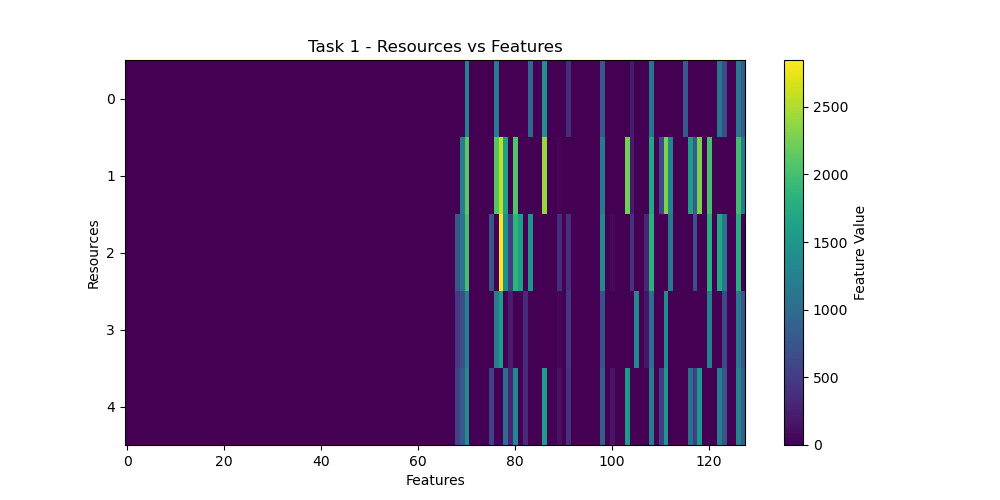 Task 1 - Resources vs Features
Resources
0
1
2
3
4
0 20 40 60 80 100 120
Features
2500
2000
1500
1000
500
0
Feature Value